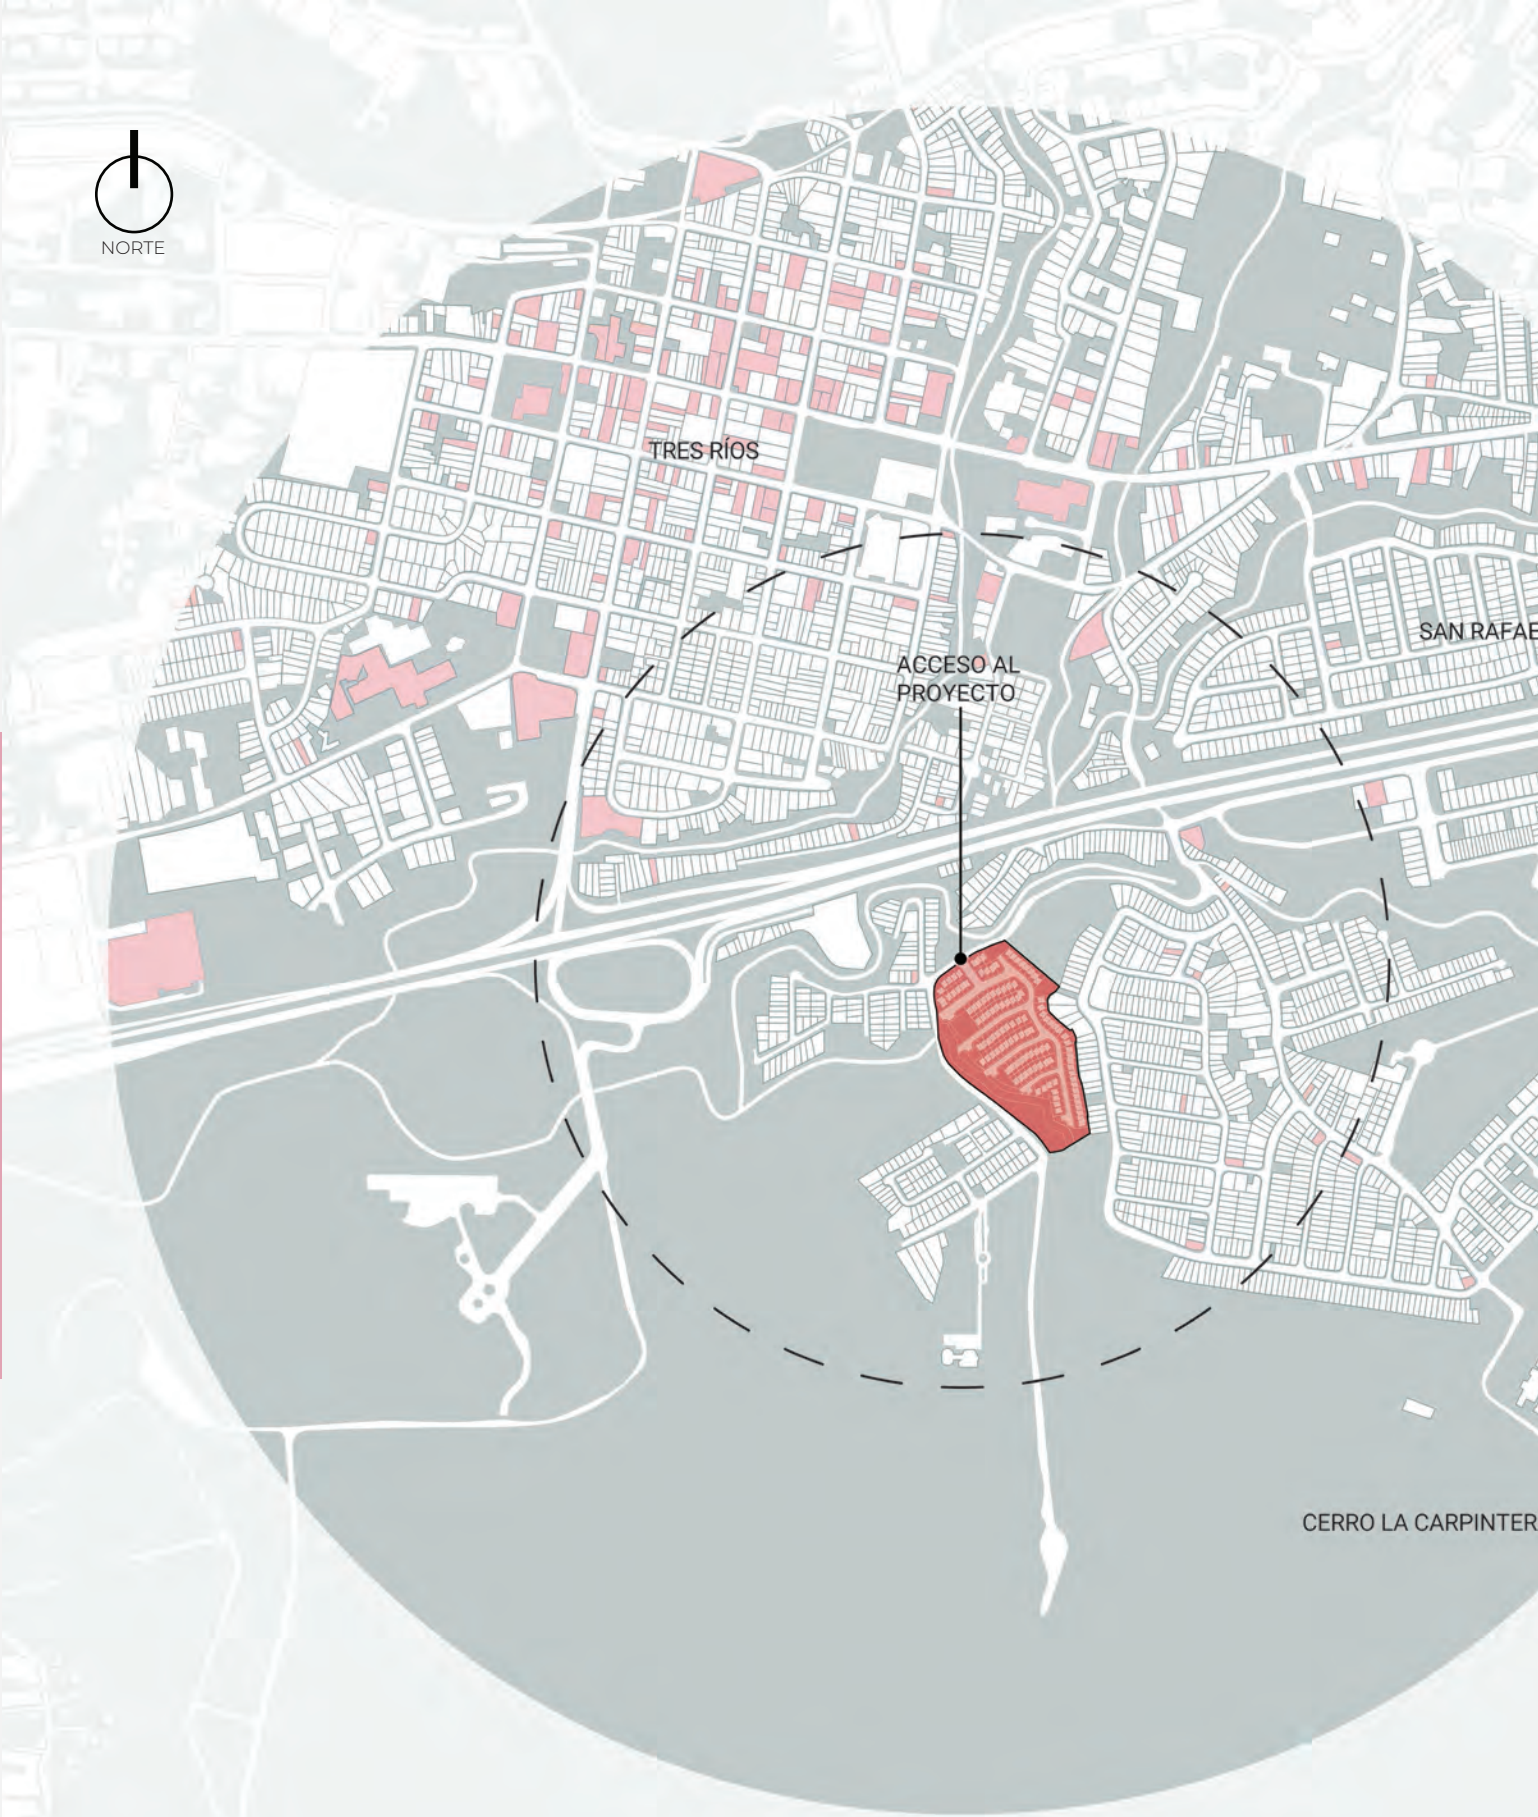 NORTE
TRES RÍOS
SAN RAFAE
ACCESO AL
PROYECTO
CERRO LA CARPINTER